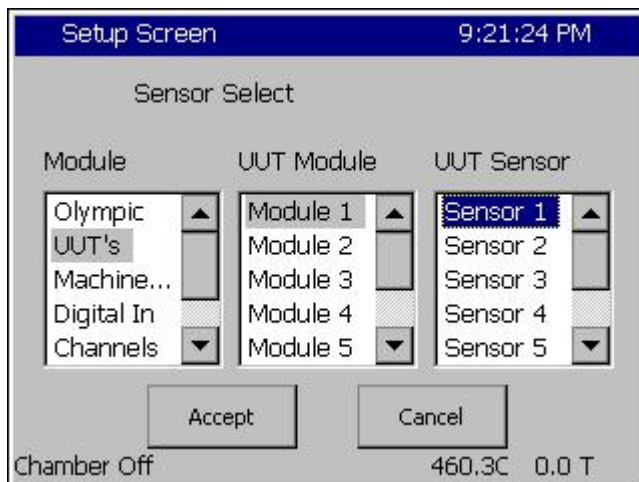 Setup Screen 9:21:24 PM
Sensor Select
Module UUT Module UUT Sensor
Olympic Module 1 Sensor 1
UUT's Module 2 Sensor 2
Machine... Module 3 Sensor 3
Digital In Module 4 Sensor 4
Channels Module 5 Sensor 5
Accept Cancel
Chamber Off 460.3C 0.0 T